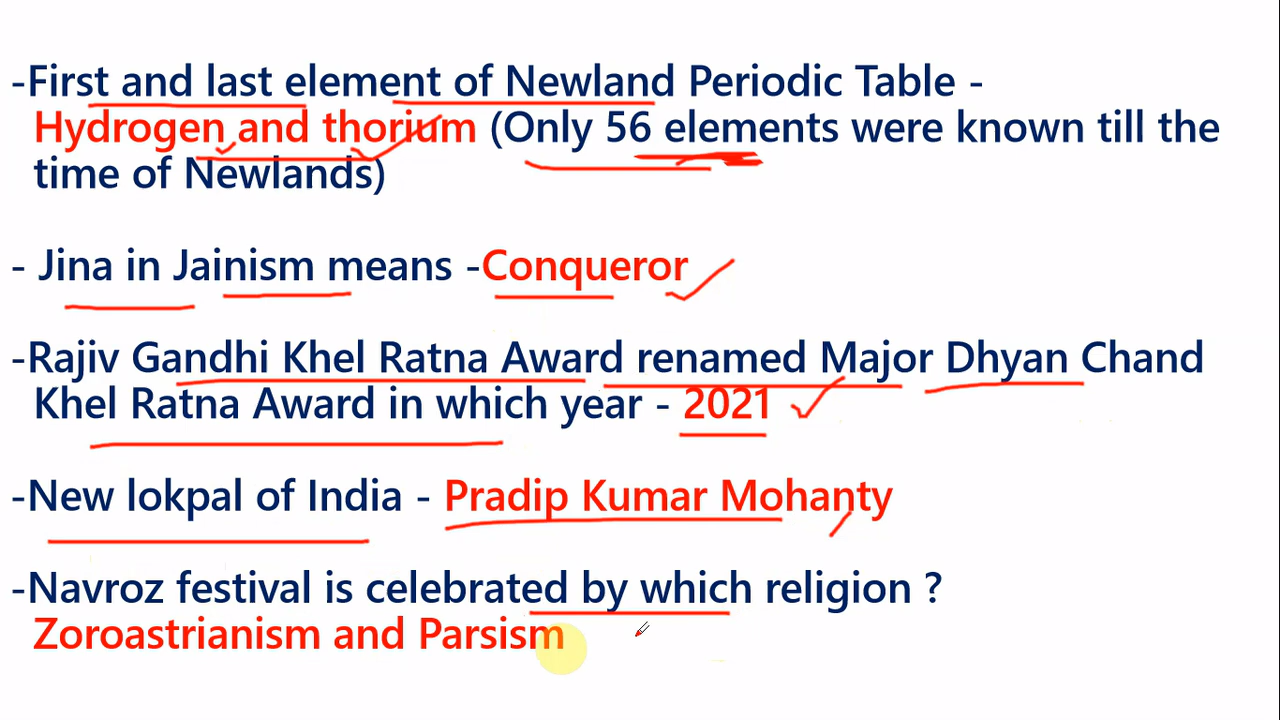 -First and last element of Newland Periodic Table -
Hydrogen and thorium (Only 56 elements were known till the
time of Newlands)
- Jina in Jainism means -Conqueror
-Rajiv Gandhi Khel Ratna Award renamed Major Dhyan Chand
Khel Ratna Award in which year - 2021
-New lokpal of India - Pradip Kumar Mohanty
-Navroz festival is celebrated by which religion ?
Zoroastrianism and Parsism